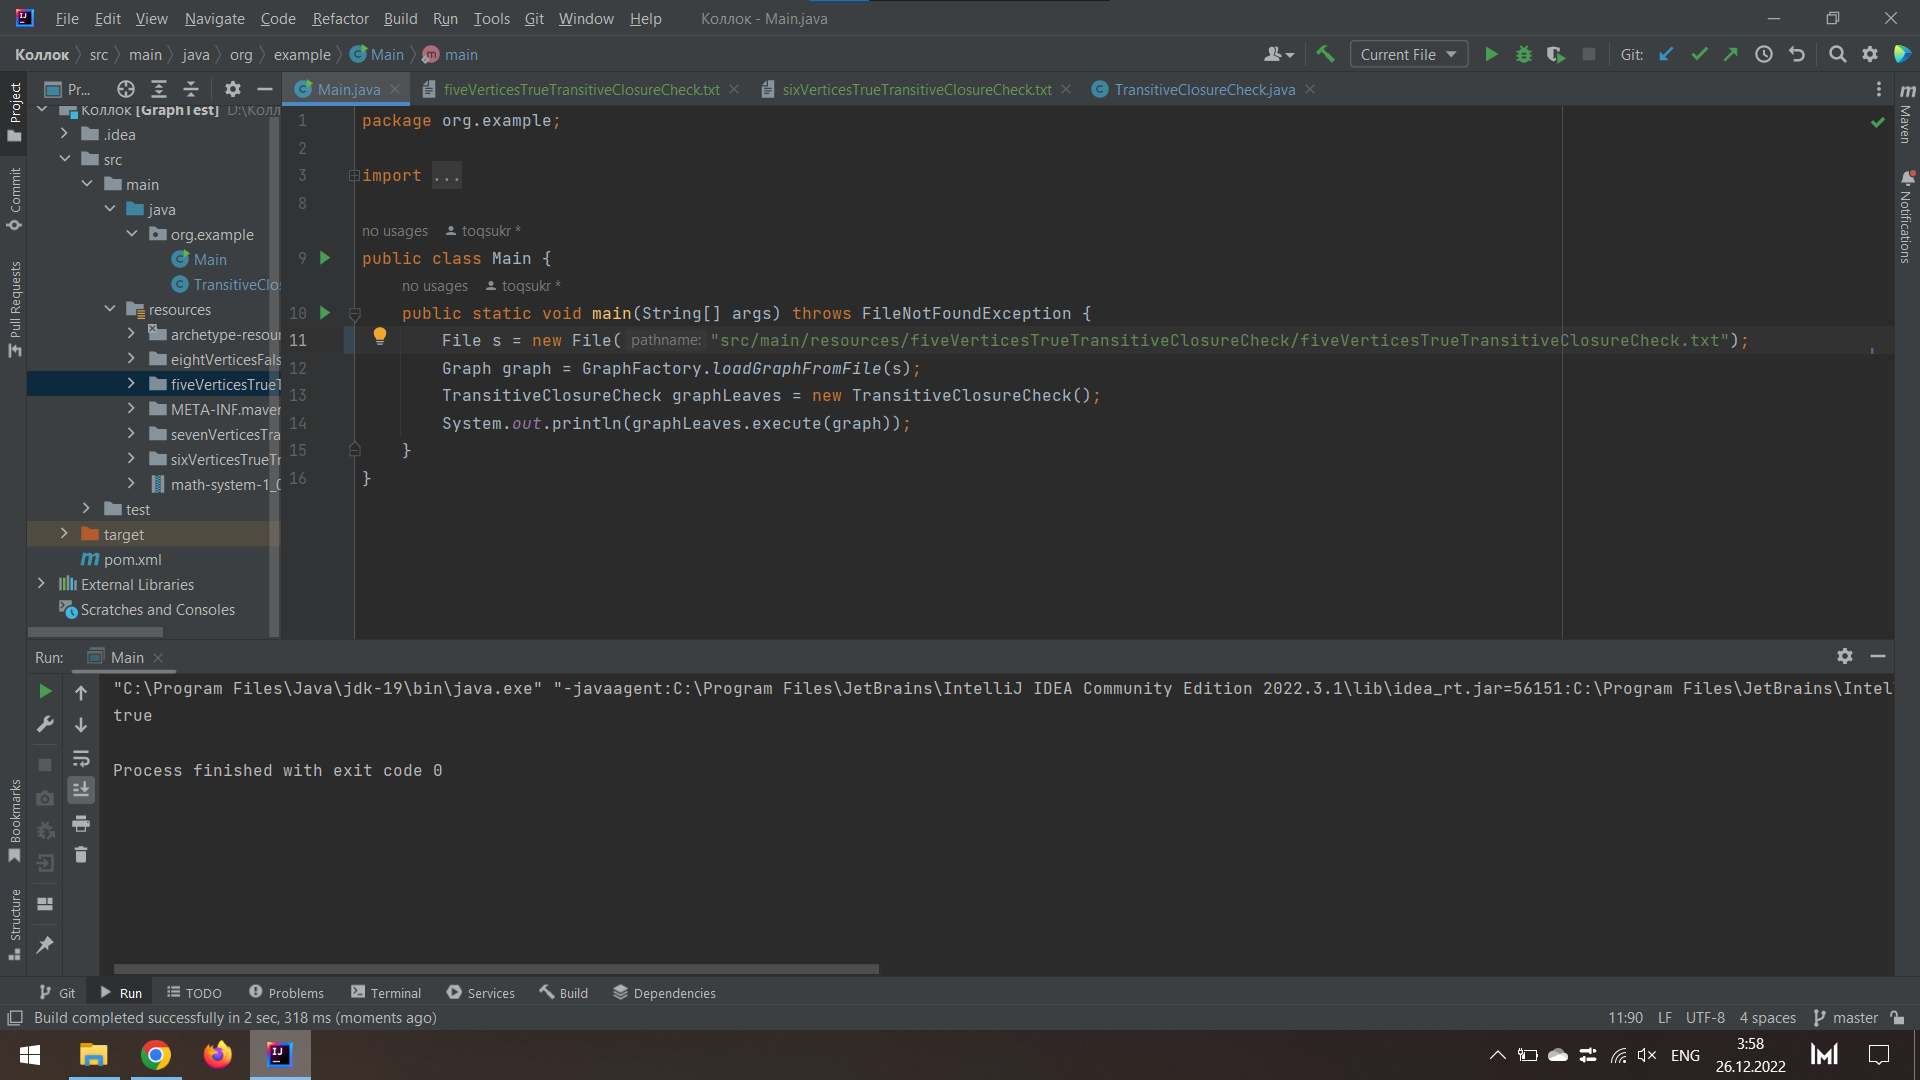 File Edit View Navigate Code Refactor Build Run Tools Git Window Help Коллок - Main.java
Коллок src main java org example Main main Current File Git:
Project
Pr...
Main.java fiveVerticesTrueTransitiveClosureCheck.txt sixVerticesTrueTransitiveClosureCheck.txt TransitiveClosureCheck.java
Коллок [GraphTest] D:\Колл
.idea
src
main
java
org.example
Main
TransitiveClos
resources
archetype-resou
eightVerticesFals
fiveVerticesTrueT
META-INF.maven
sevenVerticesTra
sixVerticesTrueTr
math-system-1_0
test
target
pom.xml
External Libraries
Scratches and Consoles
Commit
Pull Requests
Bookmarks
Structure
Maven
Notifications
1 package org.example;
2
3 import ...
8
no usages toqsukr *
9 public class Main {
no usages toqsukr *
10 public static void main(String[] args) throws FileNotFoundException {
11 File s = new File( pathname: "src/main/resources/fiveVerticesTrueTransitiveClosureCheck/fiveVerticesTrueTransitiveClosureCheck.txt");
12 Graph graph = GraphFactory.loadGraphFromFile(s);
13 TransitiveClosureCheck graphLeaves = new TransitiveClosureCheck();
14 System.out.println(graphLeaves.execute(graph));
15 }
16 }
Run: Main
"C:\Program Files\Java\jdk-19\bin\java.exe" "-javaagent:C:\Program Files\JetBrains\IntelliJ IDEA Community Edition 2022.3.1\lib\idea_rt.jar=56151:C:\Program Files\JetBrains\Intel
true
Process finished with exit code 0
Git Run TODO Problems Terminal Services Build Dependencies
Build completed successfully in 2 sec, 318 ms (moments ago) 11:90 LF UTF-8 4 spaces master
ENG
3:58
26.12.2022